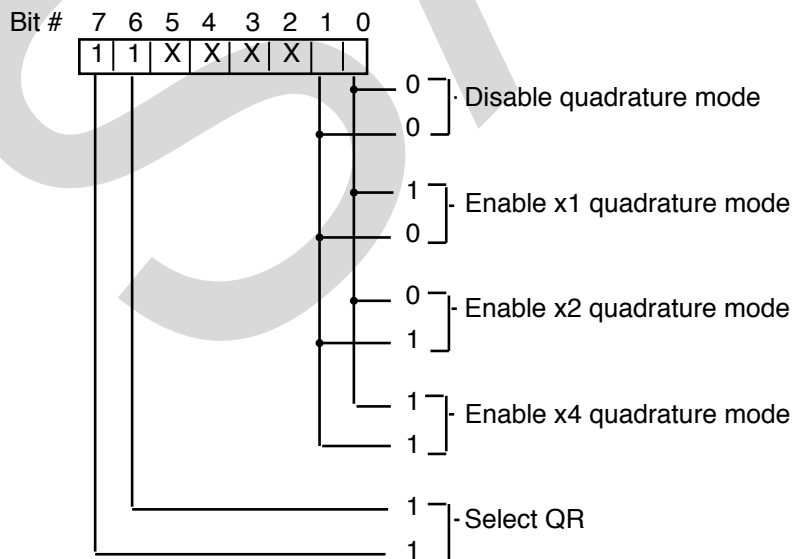 Bit # 7 6 5 4 3 2 1 0
1 1 X X X X
0
Disable quadrature mode
0
1
Enable x1 quadrature mode
0
0
Enable x2 quadrature mode
1
1
Enable x4 quadrature mode
1
1
Select QR
1